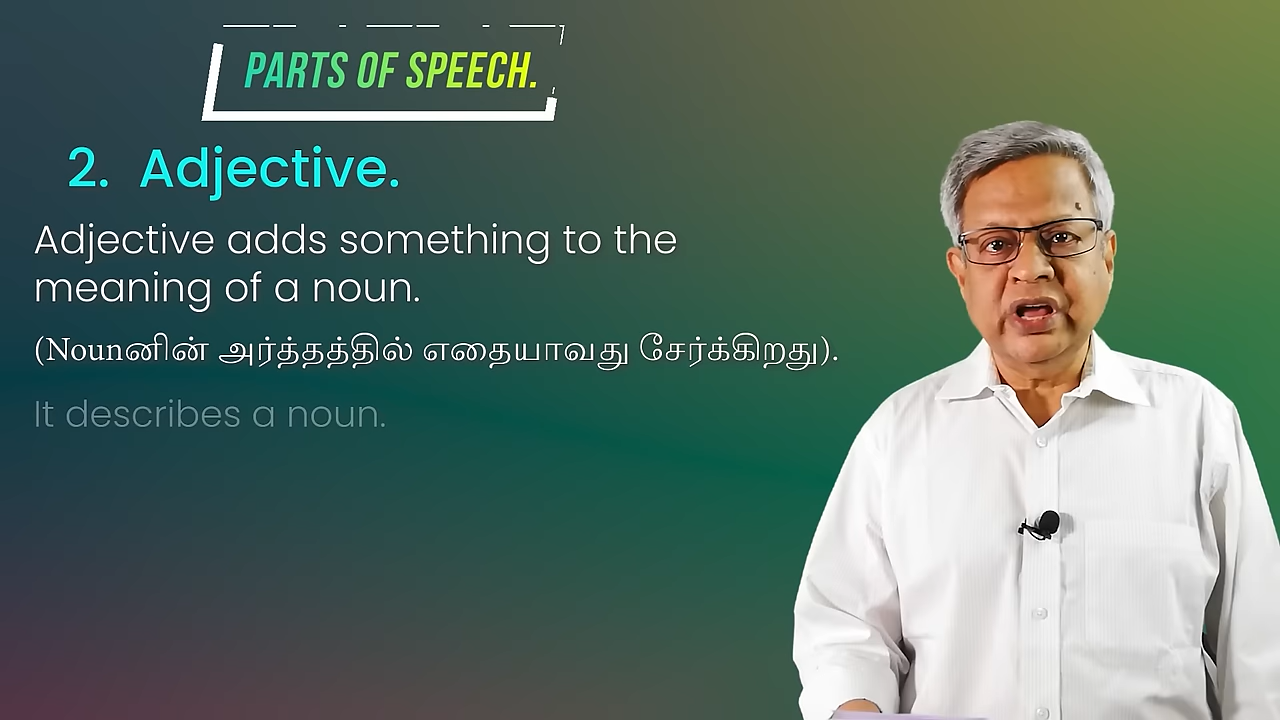 PARTS OF SPEECH.
2. Adjective.
Adjective adds something to the
meaning of a noun.
(Nounனின் அர்த்தத்தில் எதையாவது சேர்க்கிறது).
It describes a noun.